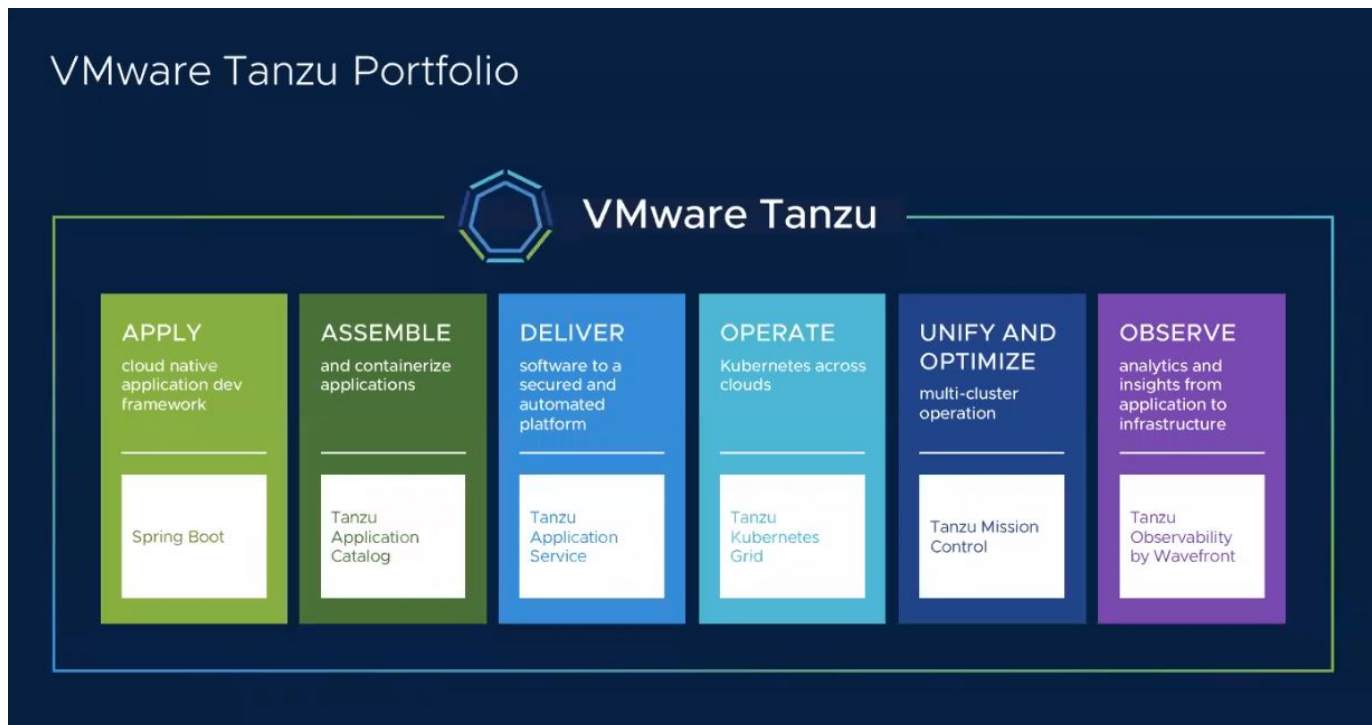 VMware Tanzu Portfolio
VMware Tanzu
APPLY
cloud native
application dev
framework
Spring Boot
ASSEMBLE
and containerize
applications
Tanzu
Application
Catalog
DELIVER
software to a
secured and
automated
platform
Tanzu
Application
Service
OPERATE
Kubernetes across
clouds
Tanzu
Kubernetes
Grid
UNIFY AND
OPTIMIZE
multi-cluster
operation
Tanzu Mission
Control
OBSERVE
analytics and
insights from
application to
infrastructure
Tanzu
Observability
by Wavefront